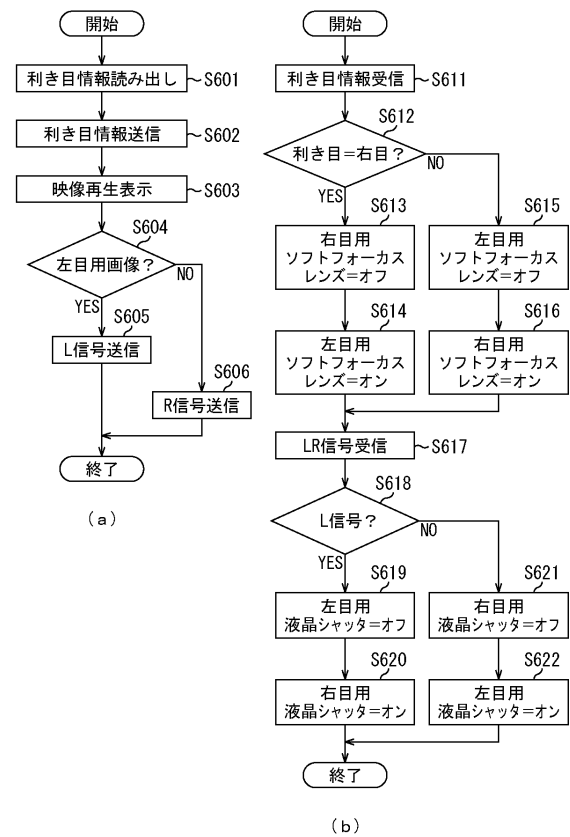 開始
利き目情報読み出し
S601
利き目情報送信
S602
映像再生表示
S603
S604
左目用画像?
NO
YES
S605
L信号送信
S606
R信号送信
終了
(a)
開始
利き目情報受信
S611
S612
利き目=右目?
NO
YES
S613
右目用
ソフトフォーカス
レンズ=オフ
S615
左目用
ソフトフォーカス
レンズ=オフ
S614
左目用
ソフトフォーカス
レンズ=オン
S616
右目用
ソフトフォーカス
レンズ=オン
LR信号受信
S617
S618
L信号?
NO
YES
S619
左目用
液晶シャッター=オフ
S621
右目用
液晶シャッター=オフ
S620
右目用
液晶シャッター=オン
S622
左目用
液晶シャッター=オン
終了
(b)